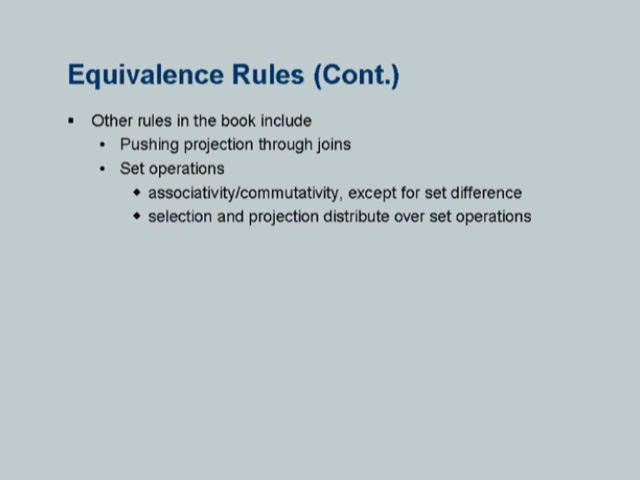 Equivalence Rules (Cont.)
▪ Other rules in the book include
• Pushing projection through joins
• Set operations
◆ associativity/commutativity, except for set difference
◆ selection and projection distribute over set operations